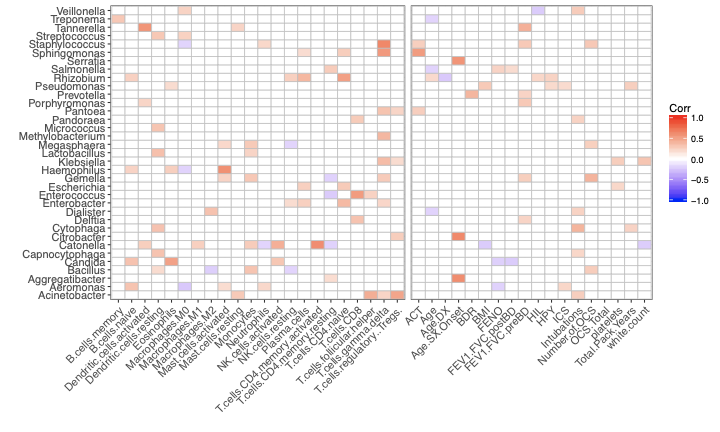 Veillonella
Treponema
Tannerella
Streptococcus
Staphylococcus
Sphingomonas
Serratia
Salmonella
Rhizobium
Pseudomonas
Prevotella
Porphyromonas
Pantoea
Pandoraea
Micrococcus
Methylobacterium
Megasphaera
Lactobacillus
Klebsiella
Haemophilus
Gemella
Escherichia
Enterococcus
Enterobacter
Dialister
Delftia
Cytophaga
Citrobacter
Catonella
Capnocytophaga
Candida
Bacillus
Aggregatibacter
Aeromonas
Acinetobacter
B.cells.memory
B.cells.naive
Dendritic.cells.activated
Dendritic.cells.resting
Eosinophils
Macrophages.M0
Macrophages.M1
Macrophages.M2
Mast.cells.activated
Mast.cells.resting
Monocytes
Neutrophils
NK.cells.activated
NK.cells.resting
Plasma.cells
T.cells.CD4.memory.activated
T.cells.CD4.memory.resting
T.cells.CD4.naive
T.cells.CD8
T.cells.follicular.helper
T.cells.gamma.delta
T.cells.regulatory..Tregs.
ACT
Age
Age.DX
Age.SX.Onset
BDR
BMI
FENO
FEV1.FVC.postBD
FEV1.FVC.preBD
HIL
HPY
ICS
Intubations
Number.of.OCS
OCS.Total
platelets
Total.Pack.Years
white.count
Corr
1.0
0.5
0.0
−0.5
−1.0